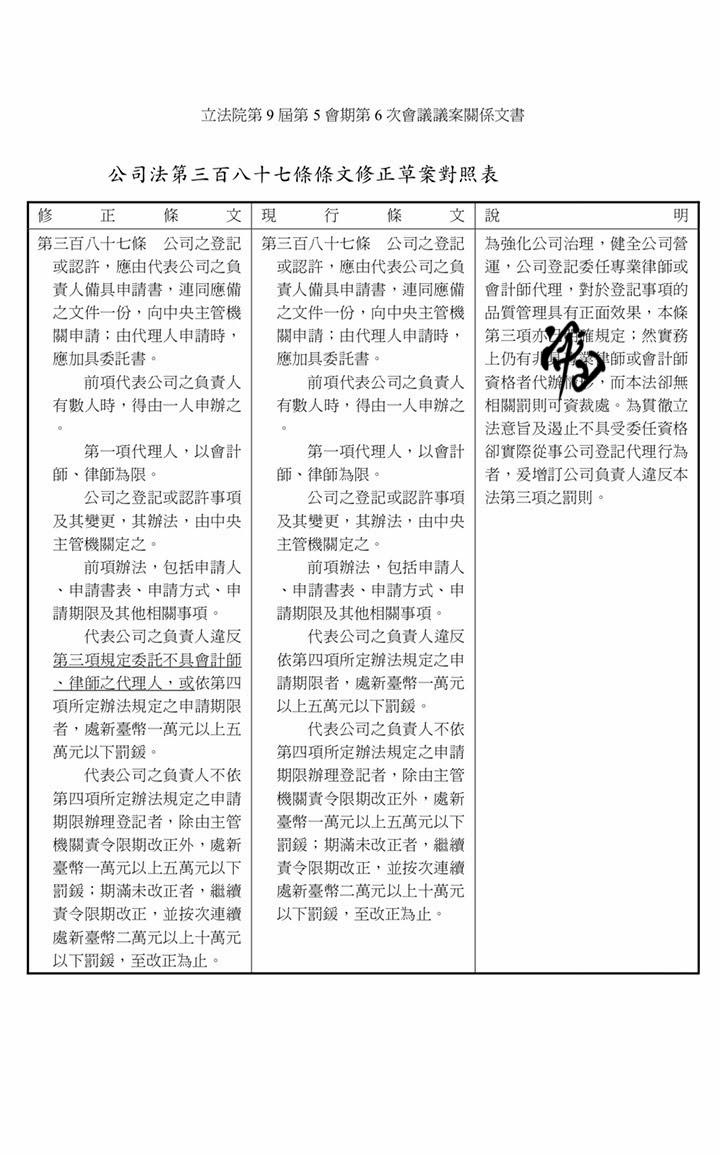 立法院第 9 屆第 5 會期第 6 次會議議案關係文書
公司法第三百八十七條條文修正草案對照表
修正條文
第三百八十七條　公司之登記
或認許，應由代表公司之負
責人備具申請書，連同應備
之文件一份，向中央主管機
關申請；由代理人申請時，
應加具委託書。
前項代表公司之負責人
有數人時，得由一人申辦之
。
第一項代理人，以會計
師、律師為限。
公司之登記或認許事項
及其變更，其辦法，由中央
主管機關定之。
前項辦法，包括申請人
、申請書表、申請方式、申
請期限及其他相關事項。
代表公司之負責人違反
第三項規定委託不具會計師
、律師之代理人，或依第四
項所定辦法規定之申請期限
者，處新臺幣一萬元以上五
萬元以下罰鍰。
代表公司之負責人不依
第四項所定辦法規定之申請
期限辦理登記者，除由主管
機關責令限期改正外，處新
臺幣一萬元以上五萬元以下
罰鍰；期滿未改正者，繼續
責令限期改正，並按次連續
處新臺幣二萬元以上十萬元
以下罰鍰，至改正為止。
現行條文
第三百八十七條　公司之登記
或認許，應由代表公司之負
責人備具申請書，連同應備
之文件一份，向中央主管機
關申請；由代理人申請時，
應加具委託書。
前項代表公司之負責人
有數人時，得由一人申辦之
。
第一項代理人，以會計
師、律師為限。
公司之登記或認許事項
及其變更，其辦法，由中央
主管機關定之。
前項辦法，包括申請人
、申請書表、申請方式、申
請期限及其他相關事項。
代表公司之負責人違反
依第四項所定辦法規定之申
請期限者，處新臺幣一萬元
以上五萬元以下罰鍰。
代表公司之負責人不依
第四項所定辦法規定之申請
期限辦理登記者，除由主管
機關責令限期改正外，處新
臺幣一萬元以上五萬元以下
罰鍰；期滿未改正者，繼續
責令限期改正，並按次連續
處新臺幣二萬元以上十萬元
以下罰鍰，至改正為止。
說明
為強化公司治理，健全公司營
運，公司登記委任專業律師或
會計師代理，對於登記事項的
品質管理具有正面效果，本條
第三項亦已明確規定；然實務
上仍有非具 業律師或會計師
資格者代辦情形，而本法卻無
相關罰則可資裁處。為貫徹立
法意旨及遏止不具受委任資格
卻實際從事公司登記代理行為
者，爰增訂公司負責人違反本
法第三項之罰則。